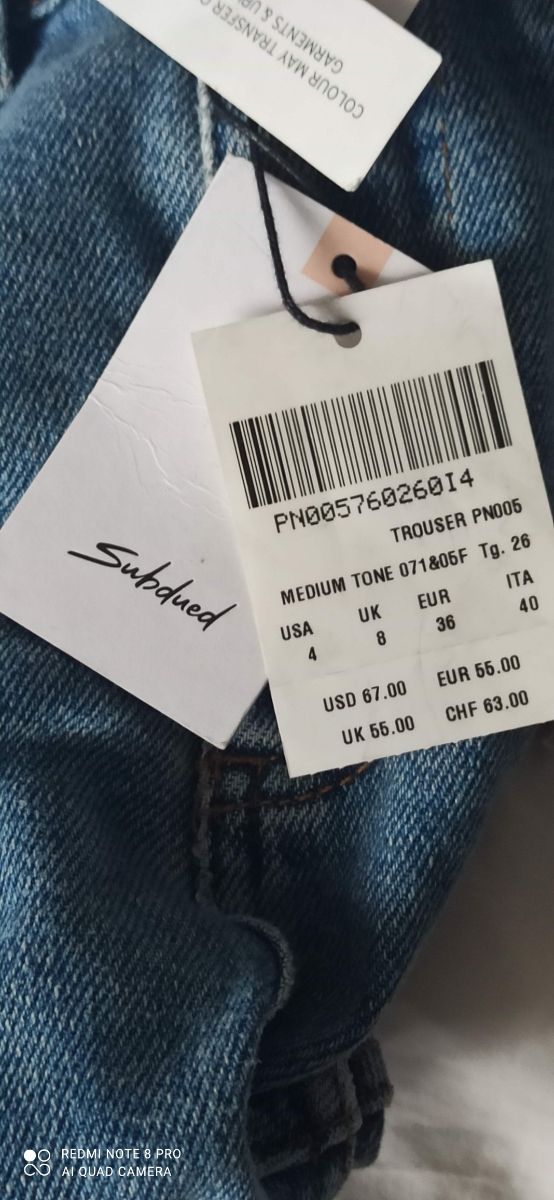 COLOUR MAY TRANSFER
GARMENTS &
PN00576026OI4
TROUSER PN005
MEDIUM TONE 071&05F Tg. 26
USA UK EUR ITA
4 8 36 40
USD 67.00 EUR 55.00
UK 55.00 CHF 63.00
Subdued
REDMI NOTE 8 PRO
AI QUAD CAMERA